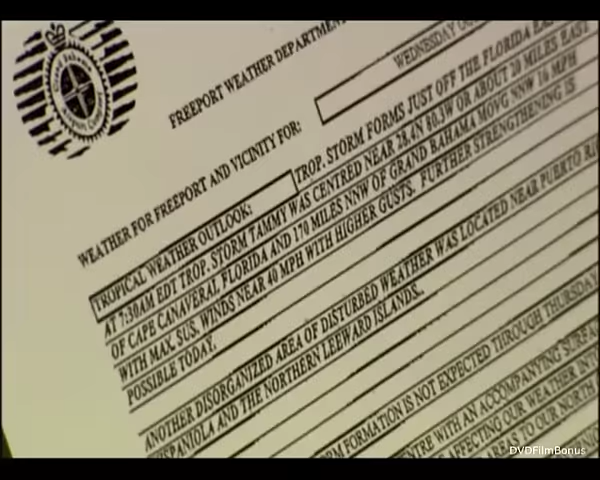 FREEPORT WEATHER DEPARTMENT
WEDNESDAY
WEATHER FOR FREEPORT AND VICINITY FOR:
TROPICAL WEATHER OUTLOOK: TROP. STORM FORMS JUST OFF THE FLORIDA
AT 7:30AM EDT TROP. STORM TAMMY WAS CENTRED NEAR 28.4N 80.3W OR ABOUT 20 MILES EAST
OF CAPE CANAVERAL, FLORIDA AND 170 MILES NNW OF GRAND BAHAMA MOVG NNW 16 MPH
WITH MAX. SUS. WINDS NEAR 40 MPH WITH HIGHER GUSTS. FURTHER STRENGTHENING IS
POSSIBLE TODAY.
ANOTHER DISORGANIZED AREA OF DISTURBED WEATHER WAS LOCATED NEAR PUERTO
HISPANIOLA AND THE NORTHERN LEEWARD ISLANDS.
FORMATION IS NOT EXPECTED THROUGH THURSDAY
WITH AN ACCOMPANYING
AFFECTING OUR WEATHER
AREAS TO OUR NORTH
DVDFilmBonus